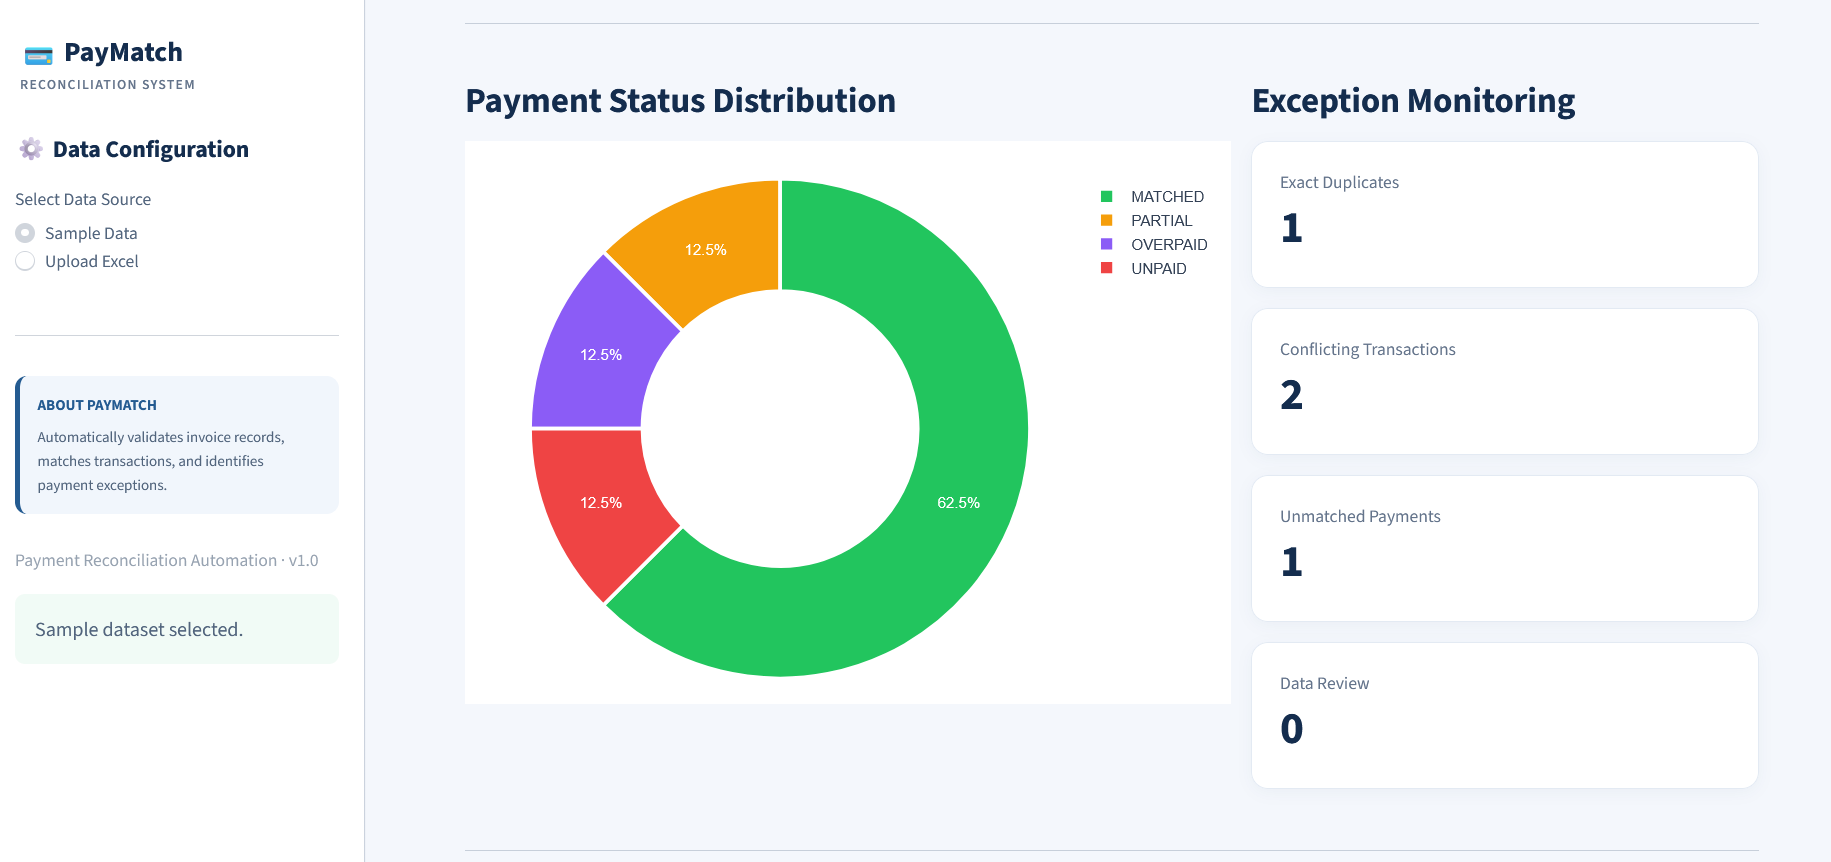 PayMatch
RECONCILIATION SYSTEM
Data Configuration
Select Data Source
Sample Data
Upload Excel
ABOUT PAYMATCH
Automatically validates invoice records,
matches transactions, and identifies
payment exceptions.
Payment Reconciliation Automation · v1.0
Sample dataset selected.
Payment Status Distribution
MATCHED
PARTIAL
OVERPAID
UNPAID
12.5%
12.5%
12.5%
62.5%
Exception Monitoring
Exact Duplicates
1
Conflicting Transactions
2
Unmatched Payments
1
Data Review
0